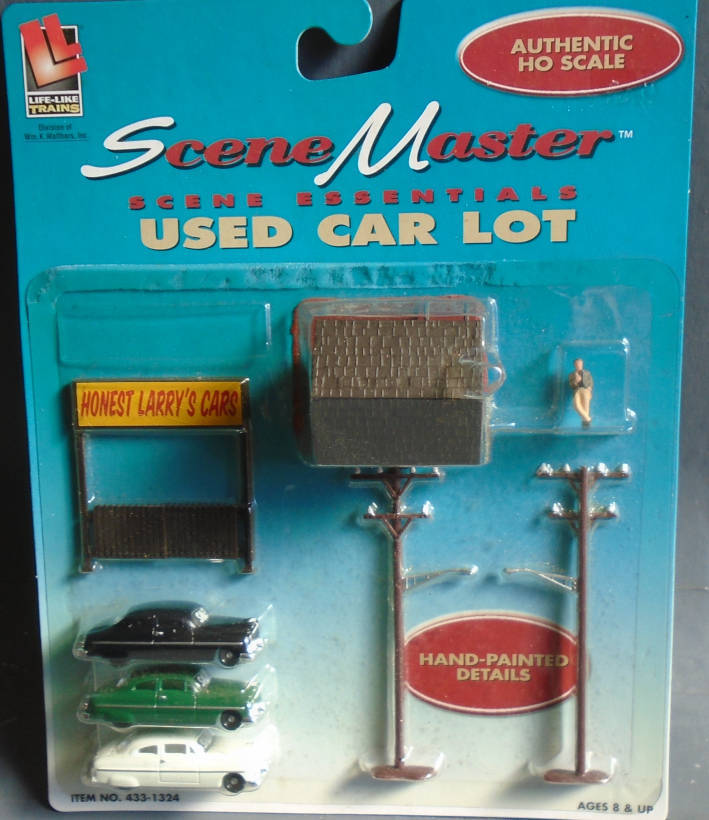 LIFE-LIKE
TRAINS
Division of
Wm. K. Walthers, Inc.
AUTHENTIC
HO SCALE
SceneMaster™
SCENE ESSENTIALS
USED CAR LOT
HONEST LARRY'S CARS
HAND-PAINTED
DETAILS
ITEM NO. 433-1324
AGES 8 & UP